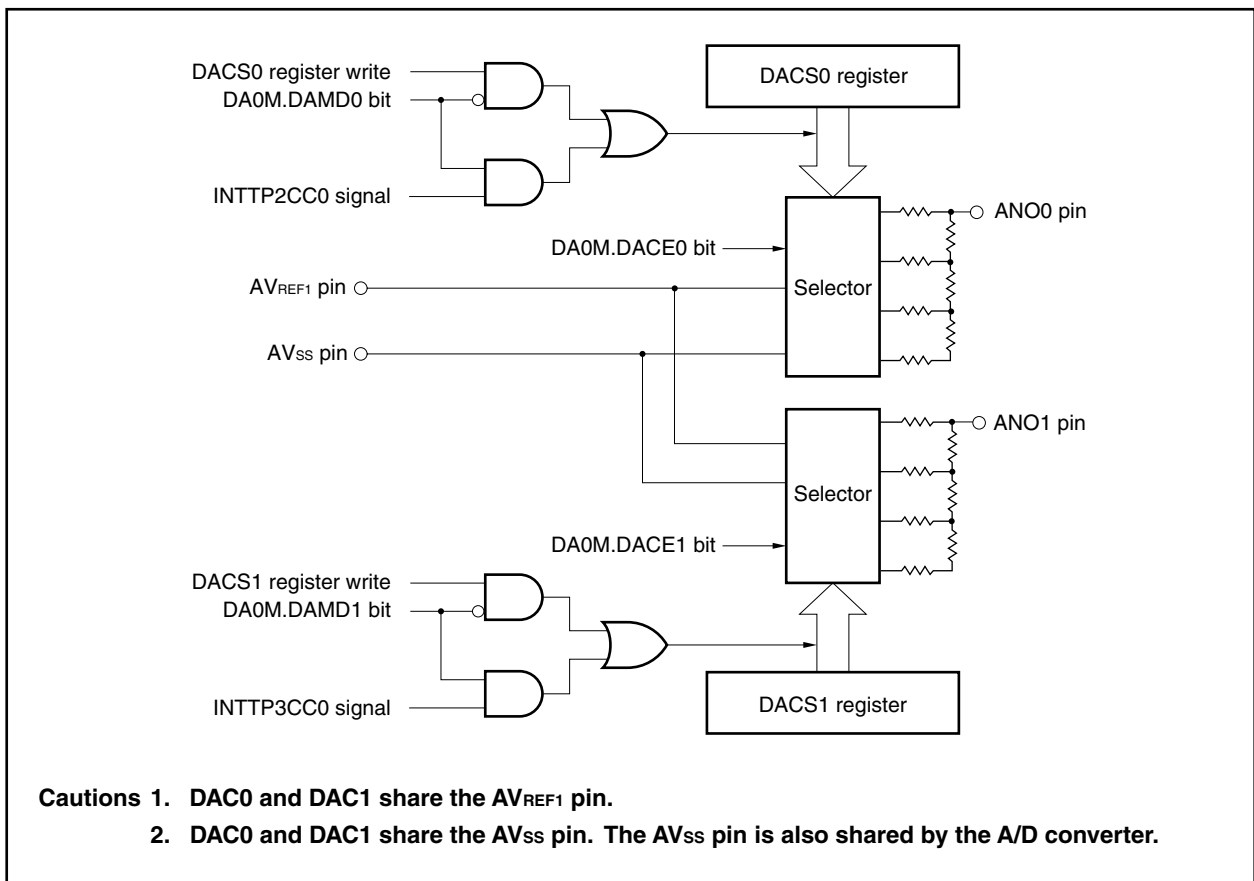 DACS0 register write
DA0M.DAMD0 bit
INTTP2CC0 signal
DACS0 register
DA0M.DACE0 bit
Selector
ANO0 pin
AVREF1 pin
AVSS pin
ANO1 pin
Selector
DA0M.DACE1 bit
DACS1 register write
DA0M.DAMD1 bit
INTTP3CC0 signal
DACS1 register
Cautions 1. DAC0 and DAC1 share the AVREF1 pin.
2. DAC0 and DAC1 share the AVSS pin. The AVSS pin is also shared by the A/D converter.